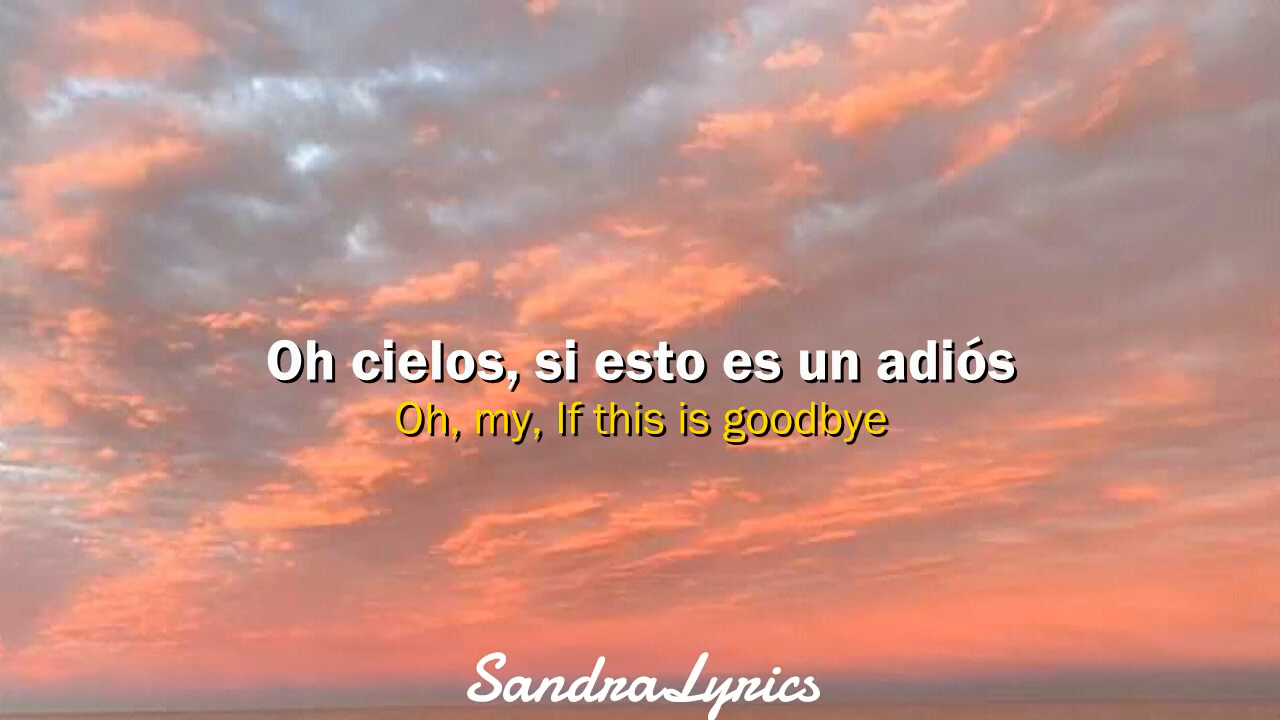 Oh cielos, si esto es un adiós
Oh, my, If this is goodbye
SandraLyrics